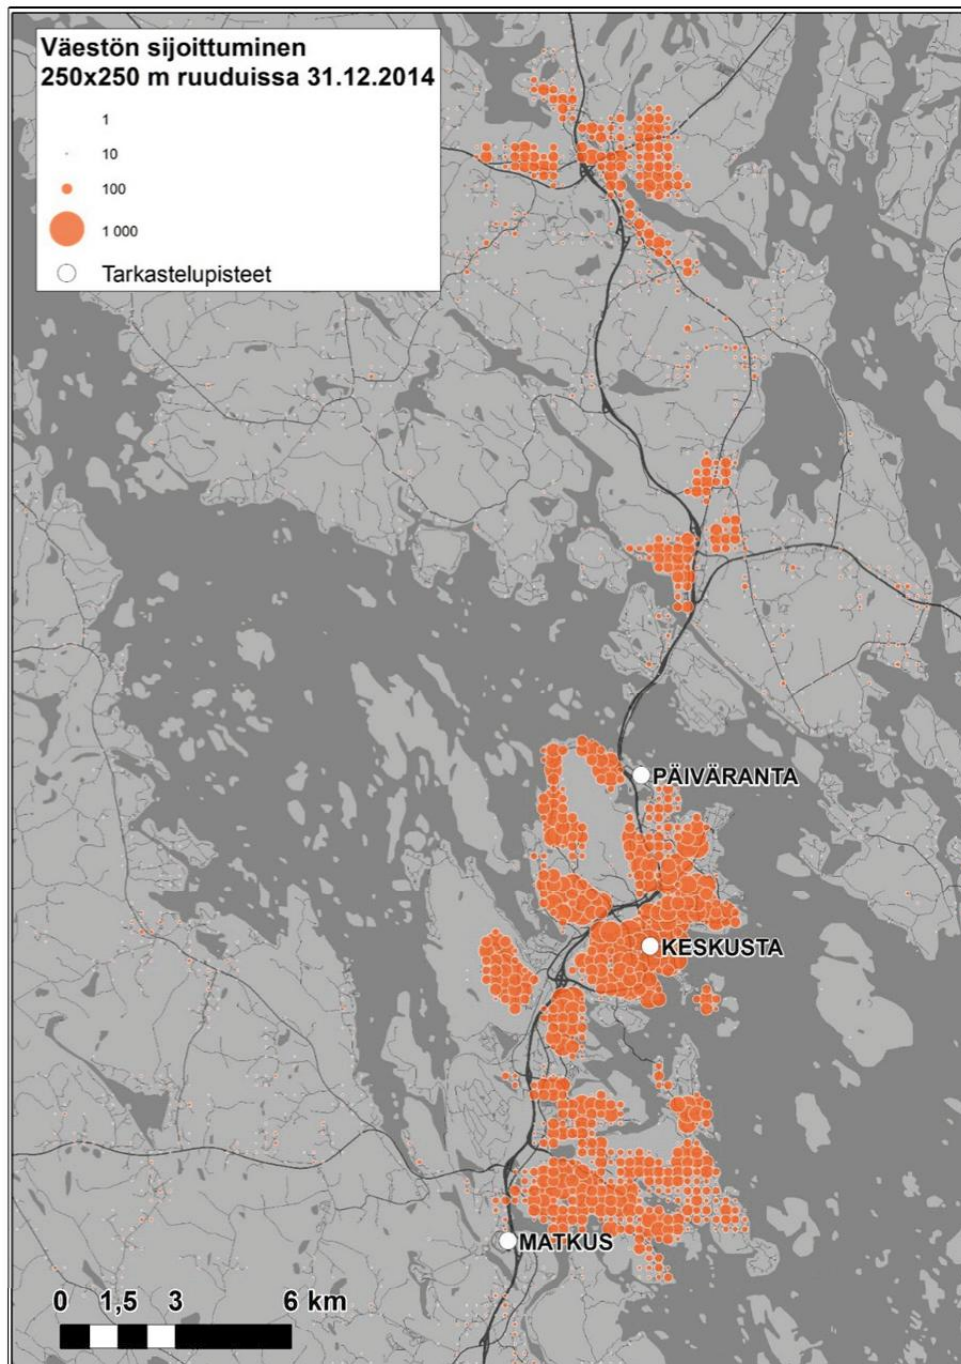 Väestön sijoittuminen
250x250 m ruuduissa 31.12.2014
1
10
100
1 000
Tarkastelupisteet
PÄIVÄRANTA
KESKUSTA
MATKUS
0 1,5 3 6 km